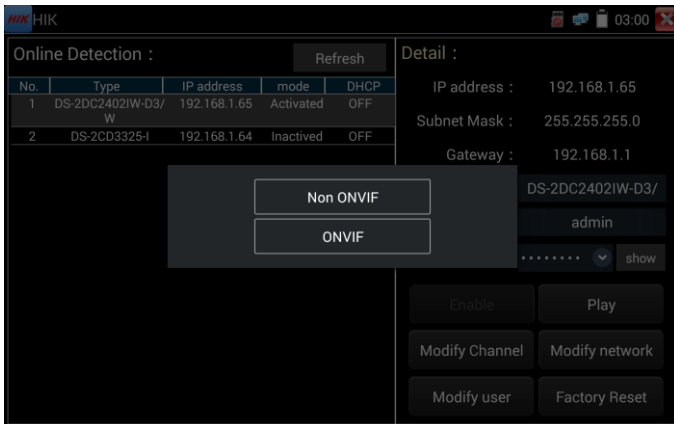 HIK HIK 03:00
Online Detection :
Refresh
No. Type IP address mode DHCP
1 DS-2DC2402IW-D3/ 192.168.1.65 Activated OFF
W
2 DS-2CD3325-I 192.168.1.64 Inactived OFF
Non ONVIF
ONVIF
Detail :
IP address : 192.168.1.65
Subnet Mask : 255.255.255.0
Gateway : 192.168.1.1
DS-2DC2402IW-D3/
admin
········ show
Enable Play
Modify Channel Modify network
Modify user Factory Reset